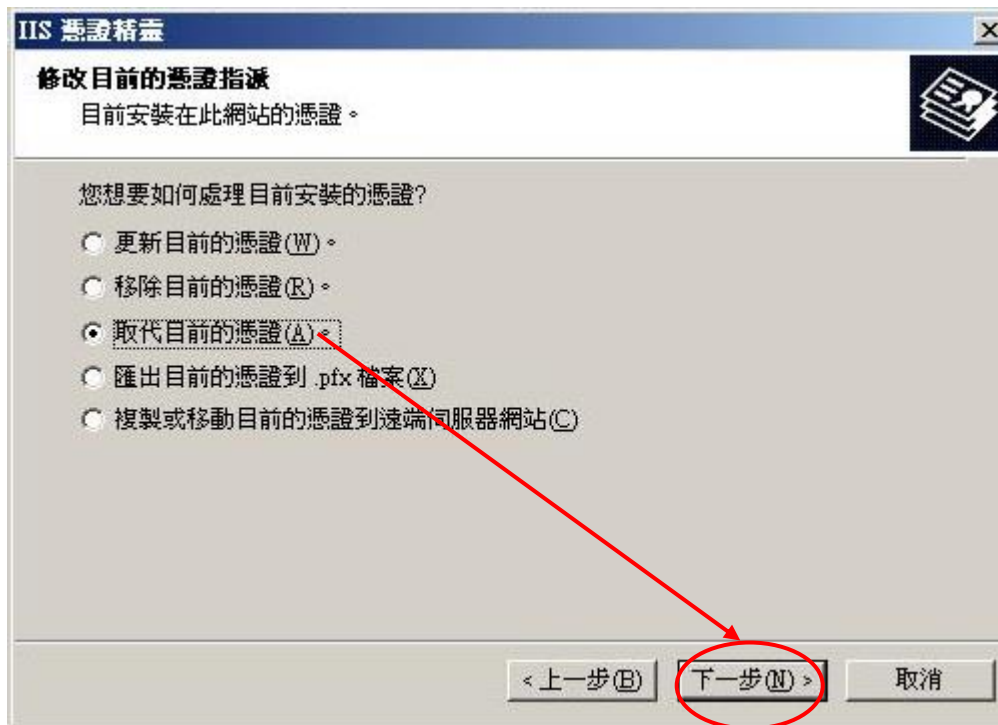 IIS 憑證精靈
修改目前的憑證指派
目前安裝在此網站的憑證。
您想要如何處理目前安裝的憑證?
更新目前的憑證(W)。
移除目前的憑證(R)。
取代目前的憑證(A)。
匯出目前的憑證到 .pfx 檔案(X)
複製或移動目前的憑證到遠端伺服器網站(C)
<上一步(B) 下一步(N)> 取消